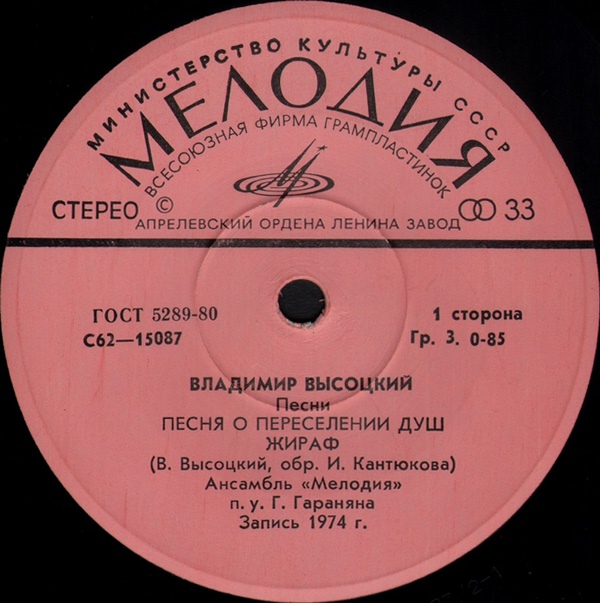 МИНИСТЕРСТВО КУЛЬТУРЫ СССР
МЕЛОДИЯ
ВСЕСОЮЗНАЯ ФИРМА ГРАМПЛАСТИНОК
СТЕРЕО © 33
АПРЕЛЕВСКИЙ ОРДЕНА ЛЕНИНА ЗАВОД
ГОСТ 5289-80 1 сторона
С62—15087 Гр. 3. 0-85
ВЛАДИМИР ВЫСОЦКИЙ
Песни
ПЕСНЯ О ПЕРЕСЕЛЕНИИ ДУШ
ЖИРАФ
(В. Высоцкий, обр. И. Кантюкова)
Ансамбль «Мелодия»
п. у. Г. Гараняна
Запись 1974 г.